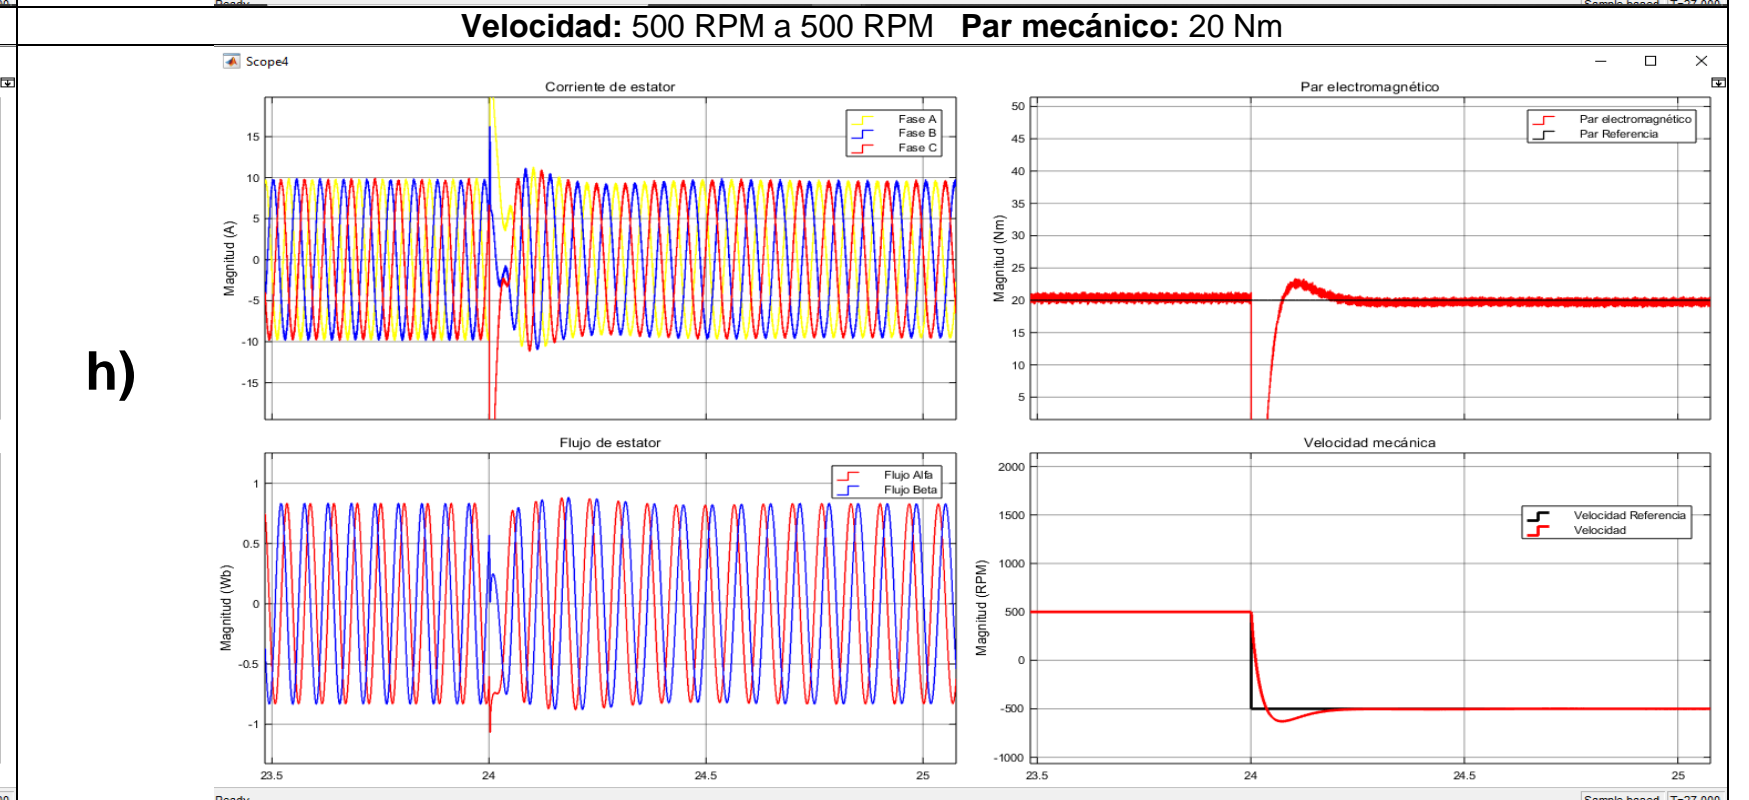 Velocidad: 500 RPM a 500 RPM Par mecánico: 20 Nm
h)
Scope4
Corriente de estator
Magnitud (A)
15
10
5
0
-5
-10
-15
Fase A
Fase B
Fase C
Par electromagnético
Magnitud (Nm)
50
45
40
35
30
25
20
15
10
5
Par electromagnético
Par Referencia
Flujo de estator
Magnitud (Wb)
1
0.5
0
-0.5
-1
Flujo Alfa
Flujo Beta
23.5
24
24.5
25
Velocidad mecánica
Magnitud (RPM)
2000
1500
1000
500
0
-500
-1000
Velocidad Referencia
Velocidad
23.5
24
24.5
25